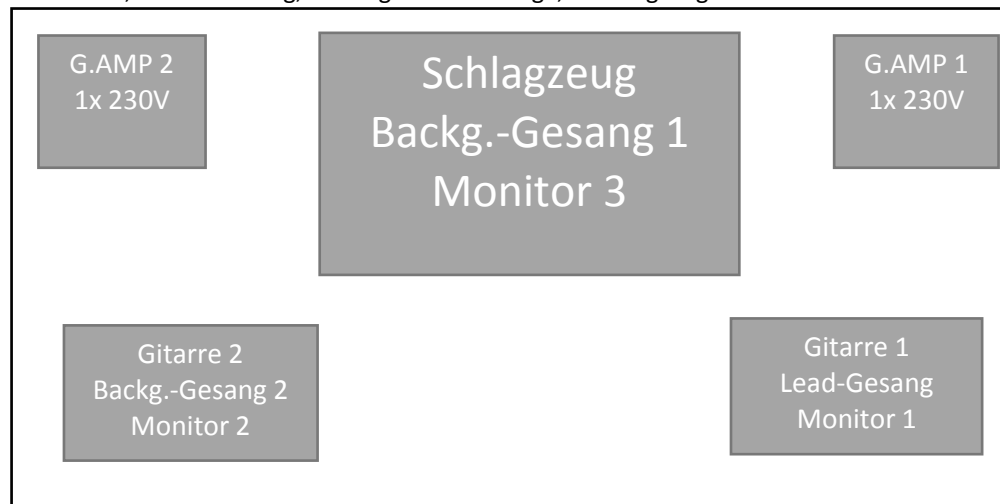 G.AMP 2
1x 230V
Schlagzeug
Backg.-Gesang 1
Monitor 3
G.AMP 1
1x 230V
Gitarre 2
Backg.-Gesang 2
Monitor 2
Gitarre 1
Lead-Gesang
Monitor 1